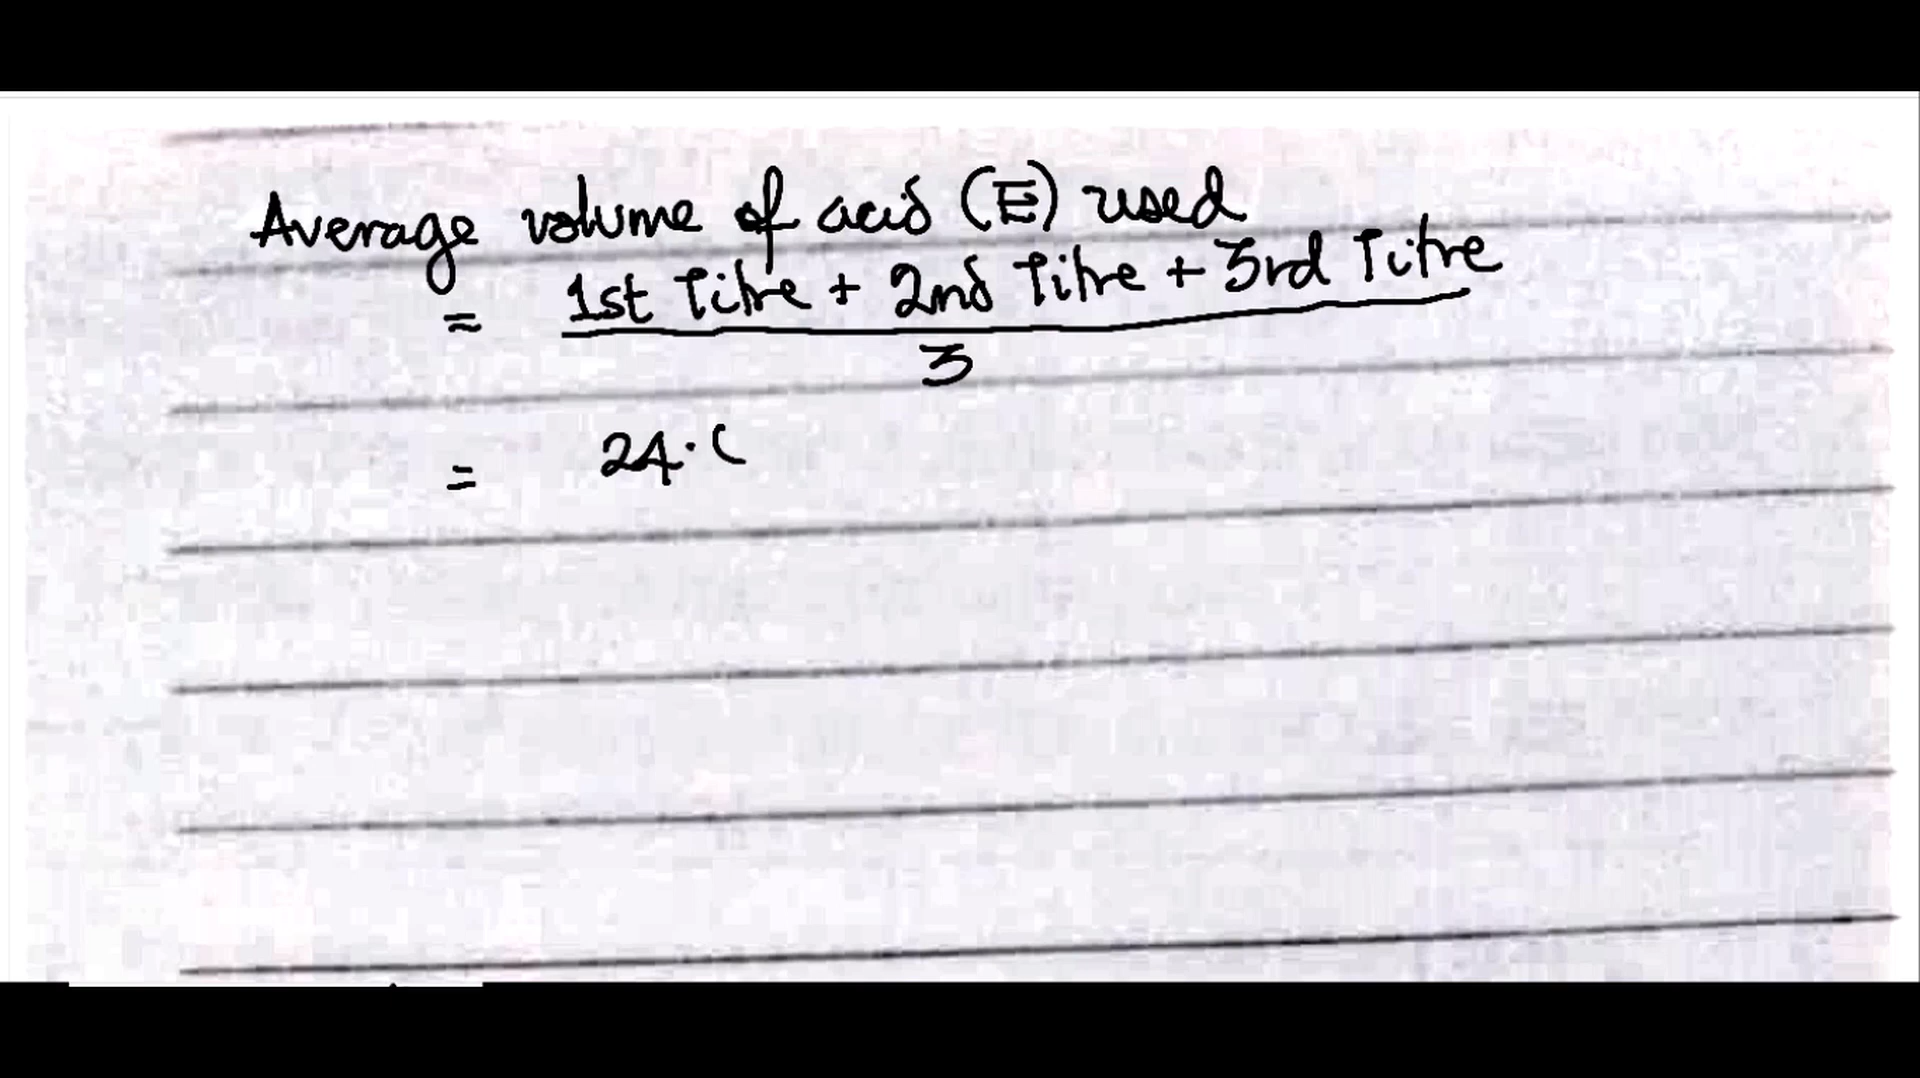 Average volume of acid (E) used
= 1st Titre + 2nd Titre + 3rd Titre
3
= 24.